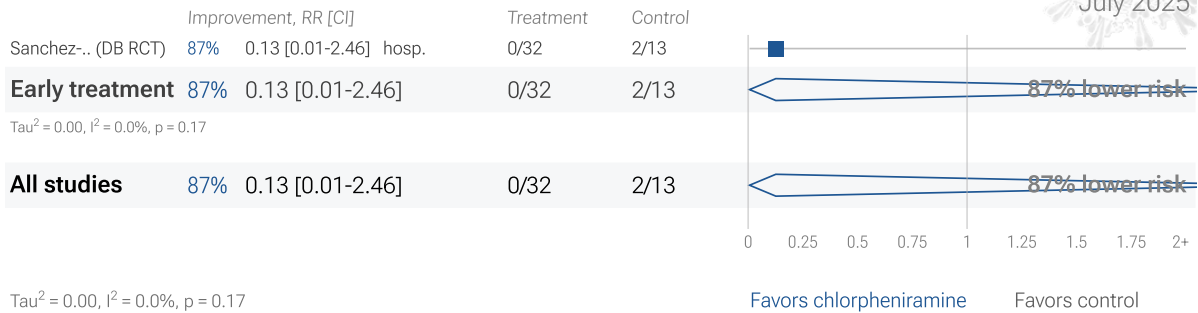 July 2025
Improvement, RR [CI] Treatment Control
Sanchez-.. (DB RCT) 87% 0.13 [0.01-2.46] hosp. 0/32 2/13
Early treatment 87% 0.13 [0.01-2.46] 0/32 2/13 87% lower risk
Tau² = 0.00, I² = 0.0%, p = 0.17
All studies 87% 0.13 [0.01-2.46] 0/32 2/13 87% lower risk
0 0.25 0.5 0.75 1 1.25 1.5 1.75 2+
Tau² = 0.00, I² = 0.0%, p = 0.17 Favors chlorpheniramine Favors control